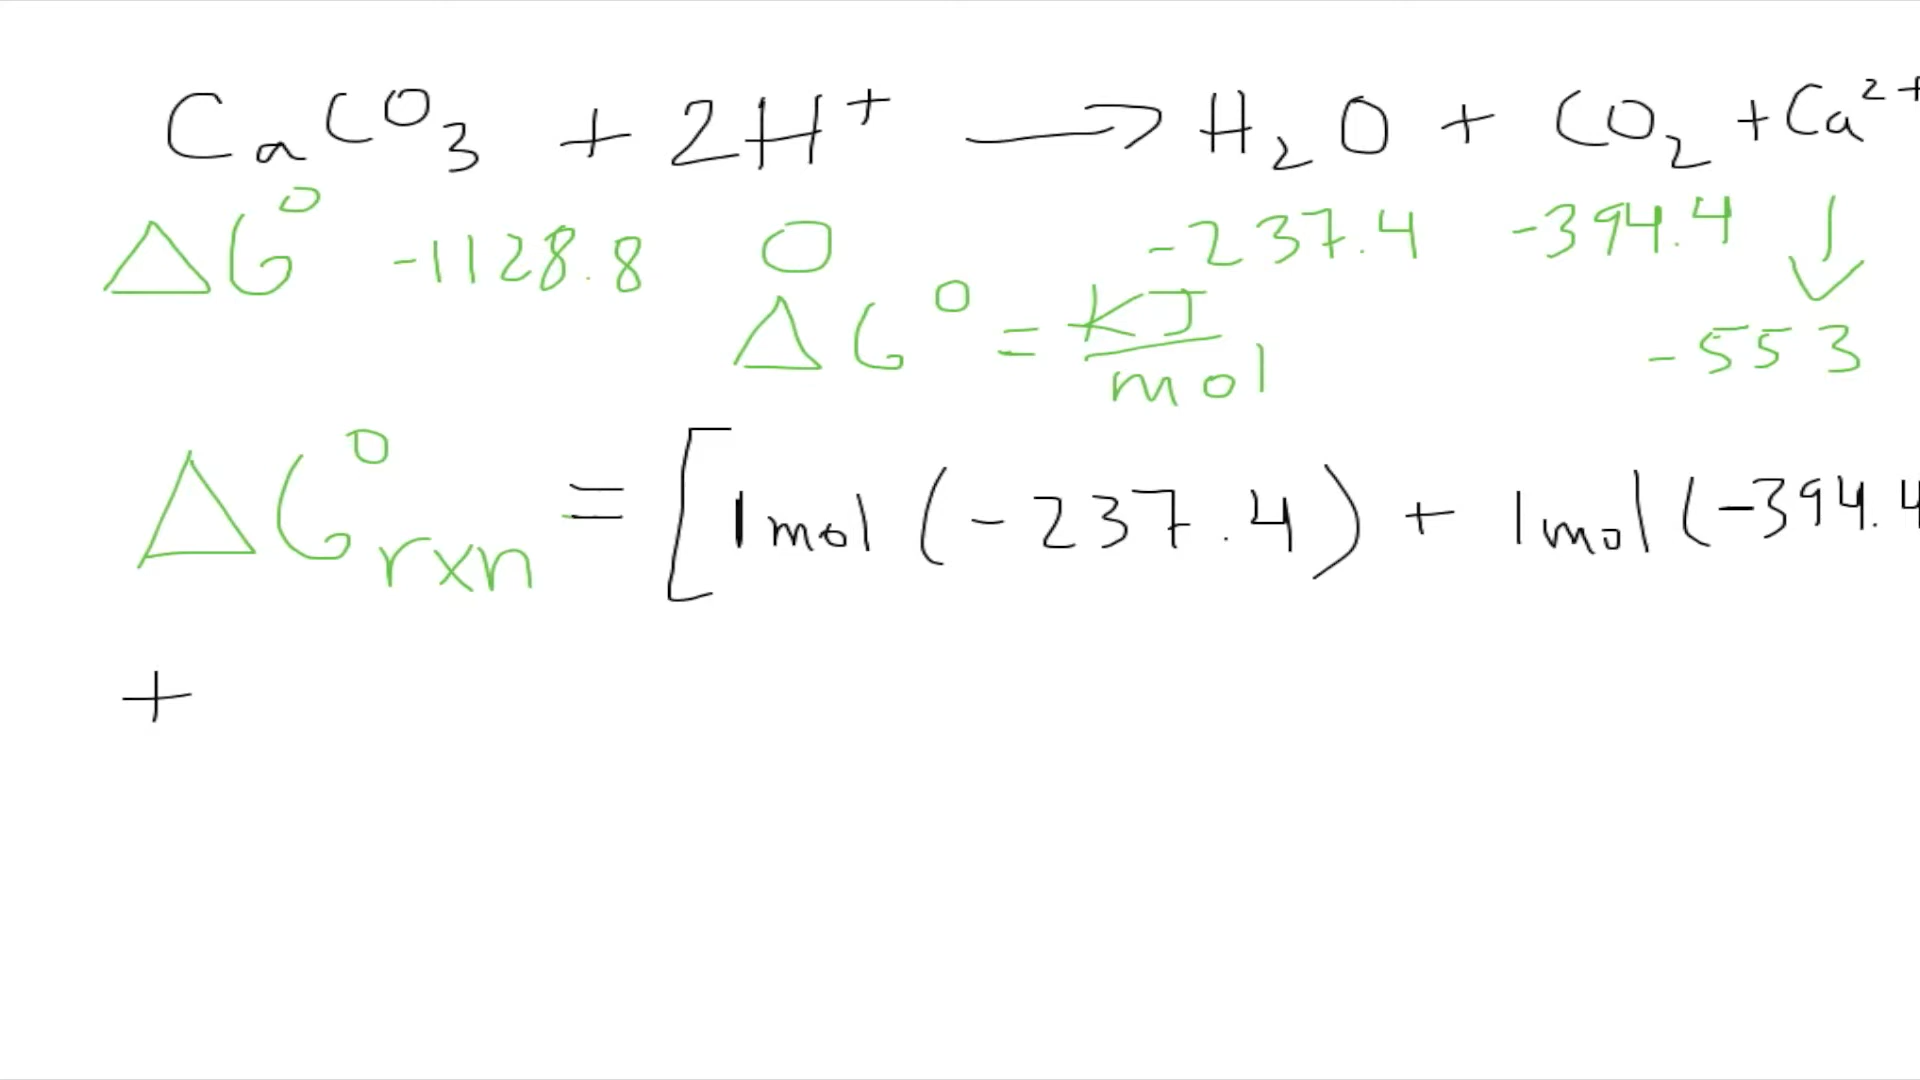 CaCO₃ + 2H⁺ → H₂O + CO₂ + Ca²⁺
ΔG° -1128.8 0 -237.4 -394.4 ↓
ΔG° = KJ/mol -553
ΔG°rxn = [1mol (-237.4) + 1mol (-394.4
+